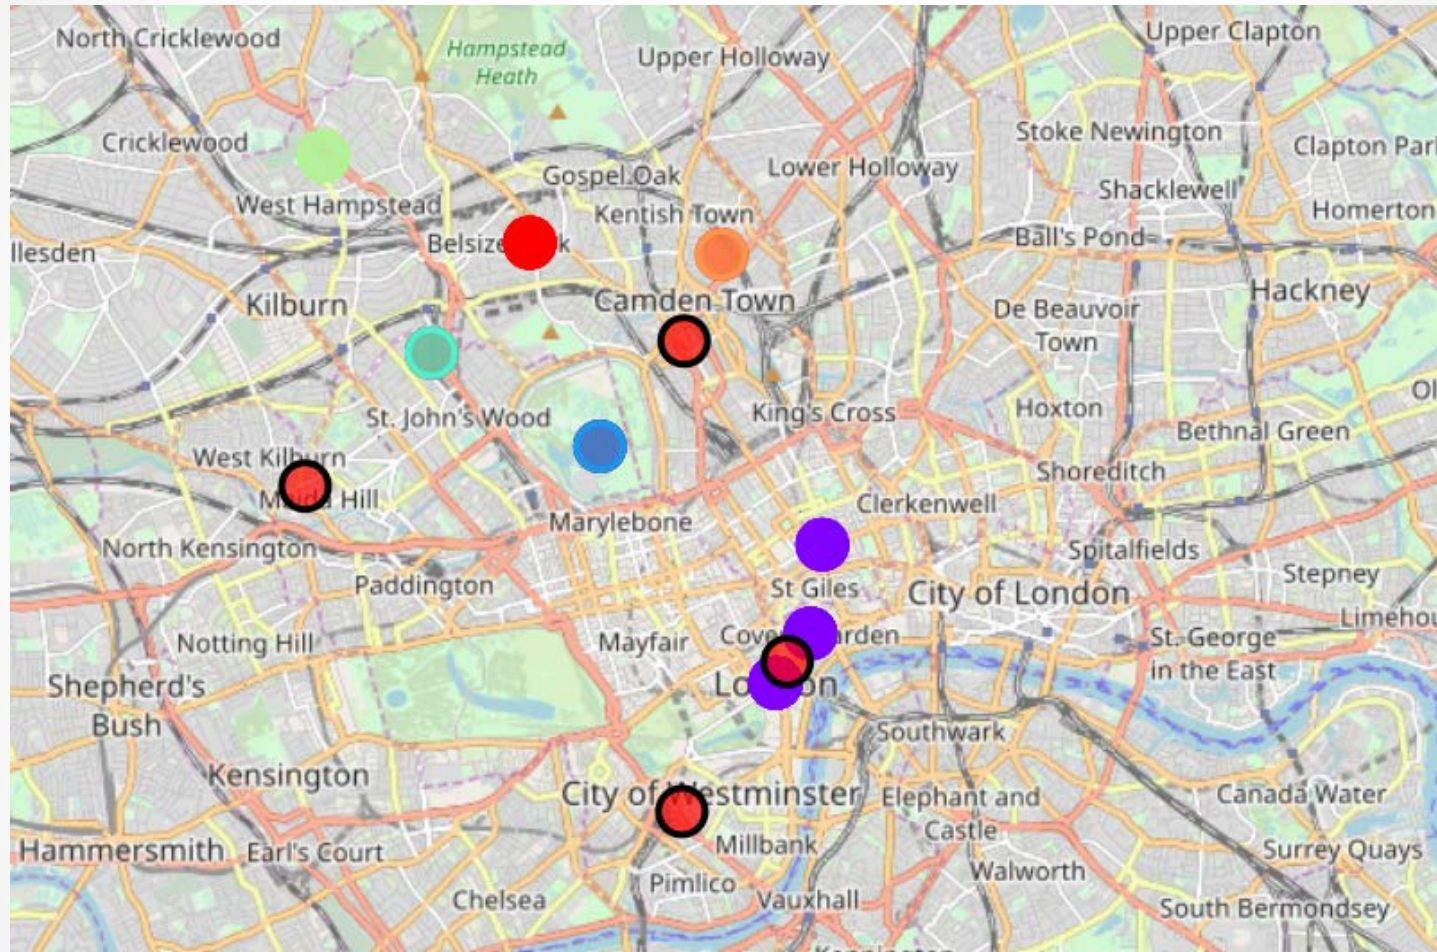 North Cricklewood
Hampstead
Heath
Upper Holloway
Upper Clapton
Cricklewood
Stoke Newington
Clapton Par
Gospel Oak
Lower Holloway
West Hampstead
Kentish Town
Shacklewell
Homerton
llesden
Ball's Pond
Camden Town
Kilburn
De Beauvoir
Town
Hackney
St. John's Wood
King's Cross
Hoxton
Ol
Bethnal Green
West Kilburn
Hill
Shoreditch
Clerkenwell
Marylebone
North Kensington
Spitalfields
Paddington
St Giles
City of London
Stepney
Limehou
Notting Hill
Mayfair
St. George
in the East
Shepherd's
Bush
Southwark
Kensington
City of Westminster
Elephant and
Castle
Canada Water
Hammersmith
Earl's Court
Millbank
Surrey Quays
Walworth
Pimlico
Chelsea
Vauxhall
South Bermondsey